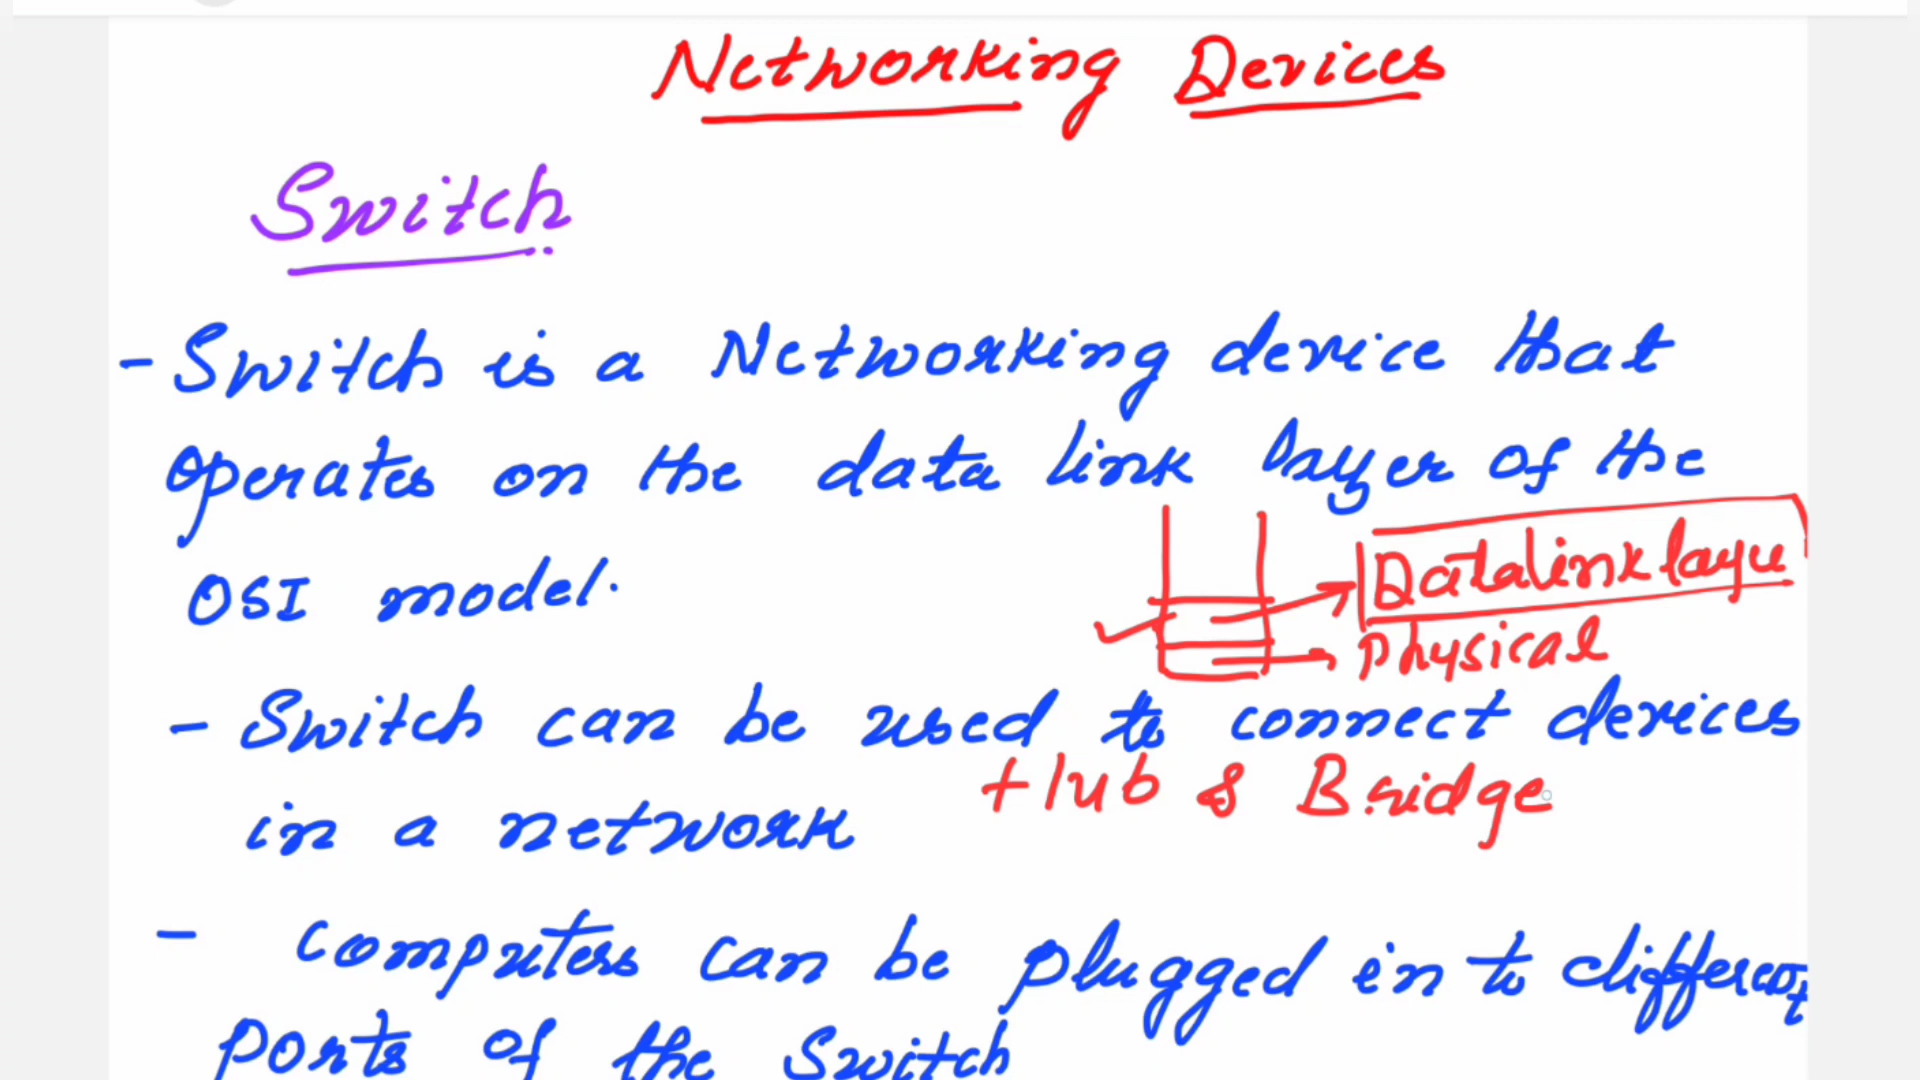 Networking Devices
Switch
- Switch is a Networking device that
operates on the data link layer of the
Datalink laye
OSI model.
physical
- Switch can be used to connect devices
Hub & Bridge
in a network
- Computers can be plugged in to different
ports of the Switch